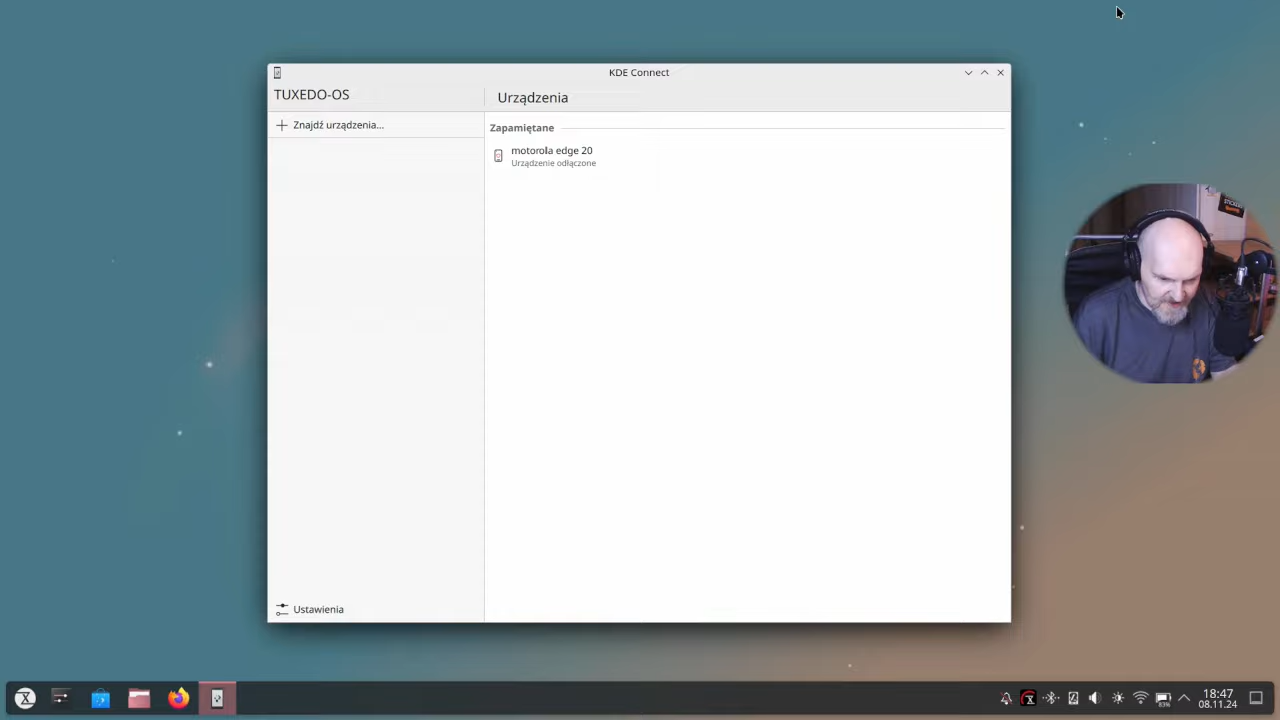 KDE Connect
TUXEDO-OS
Urządzenia
Znajdź urządzenia...
Zapamiętane
motorola edge 20
Urządzenie odłączone
Ustawienia
83%
18:47
08.11.24